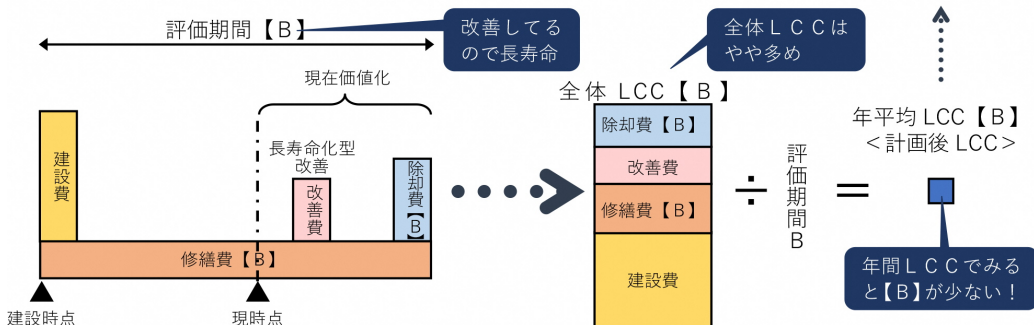 評価期間【B】
改善してる
ので長寿命
現在価値化
建設費
長寿命化型
改善
改善費
除却費【B】
修繕費【B】
建設時点
現時点
全体ＬＣＣは
やや多め
全体 LCC【B】
除却費【B】
改善費
修繕費【B】
建設費
÷
評価期間B
＝
年平均 LCC【B】
＜計画後 LCC＞
年間ＬＣＣでみる
と【B】が少ない！